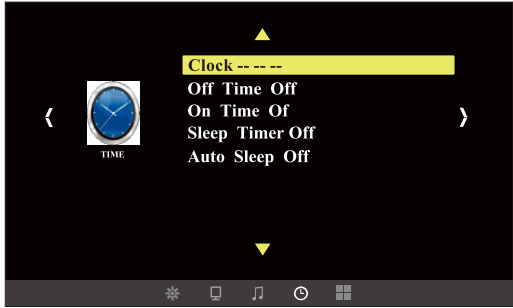 Clock -- -- --
Off Time Off
On Time Of
Sleep Timer Off
Auto Sleep Off
TIME